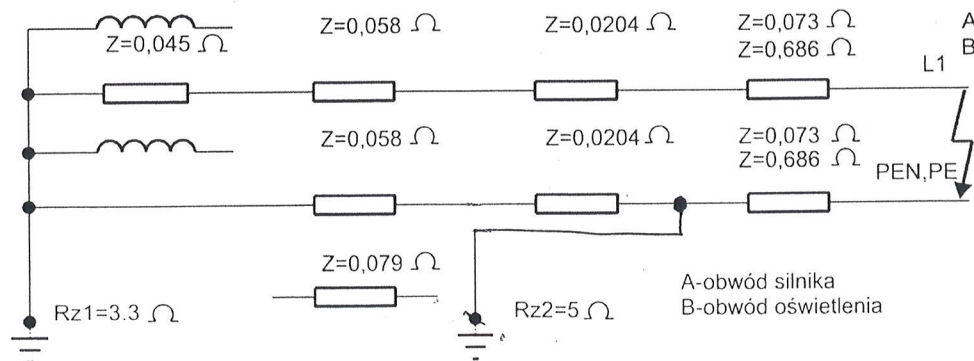 Z=0,045 Ω
Z=0,058 Ω
Z=0,0204 Ω
Z=0,073 Ω
Z=0,686 Ω
A
B
L1
Z=0,058 Ω
Z=0,0204 Ω
Z=0,073 Ω
Z=0,686 Ω
PEN,PE
Z=0,079 Ω
Rz1=3.3 Ω
Rz2=5 Ω
A-obwód silnika
B-obwód oświetlenia